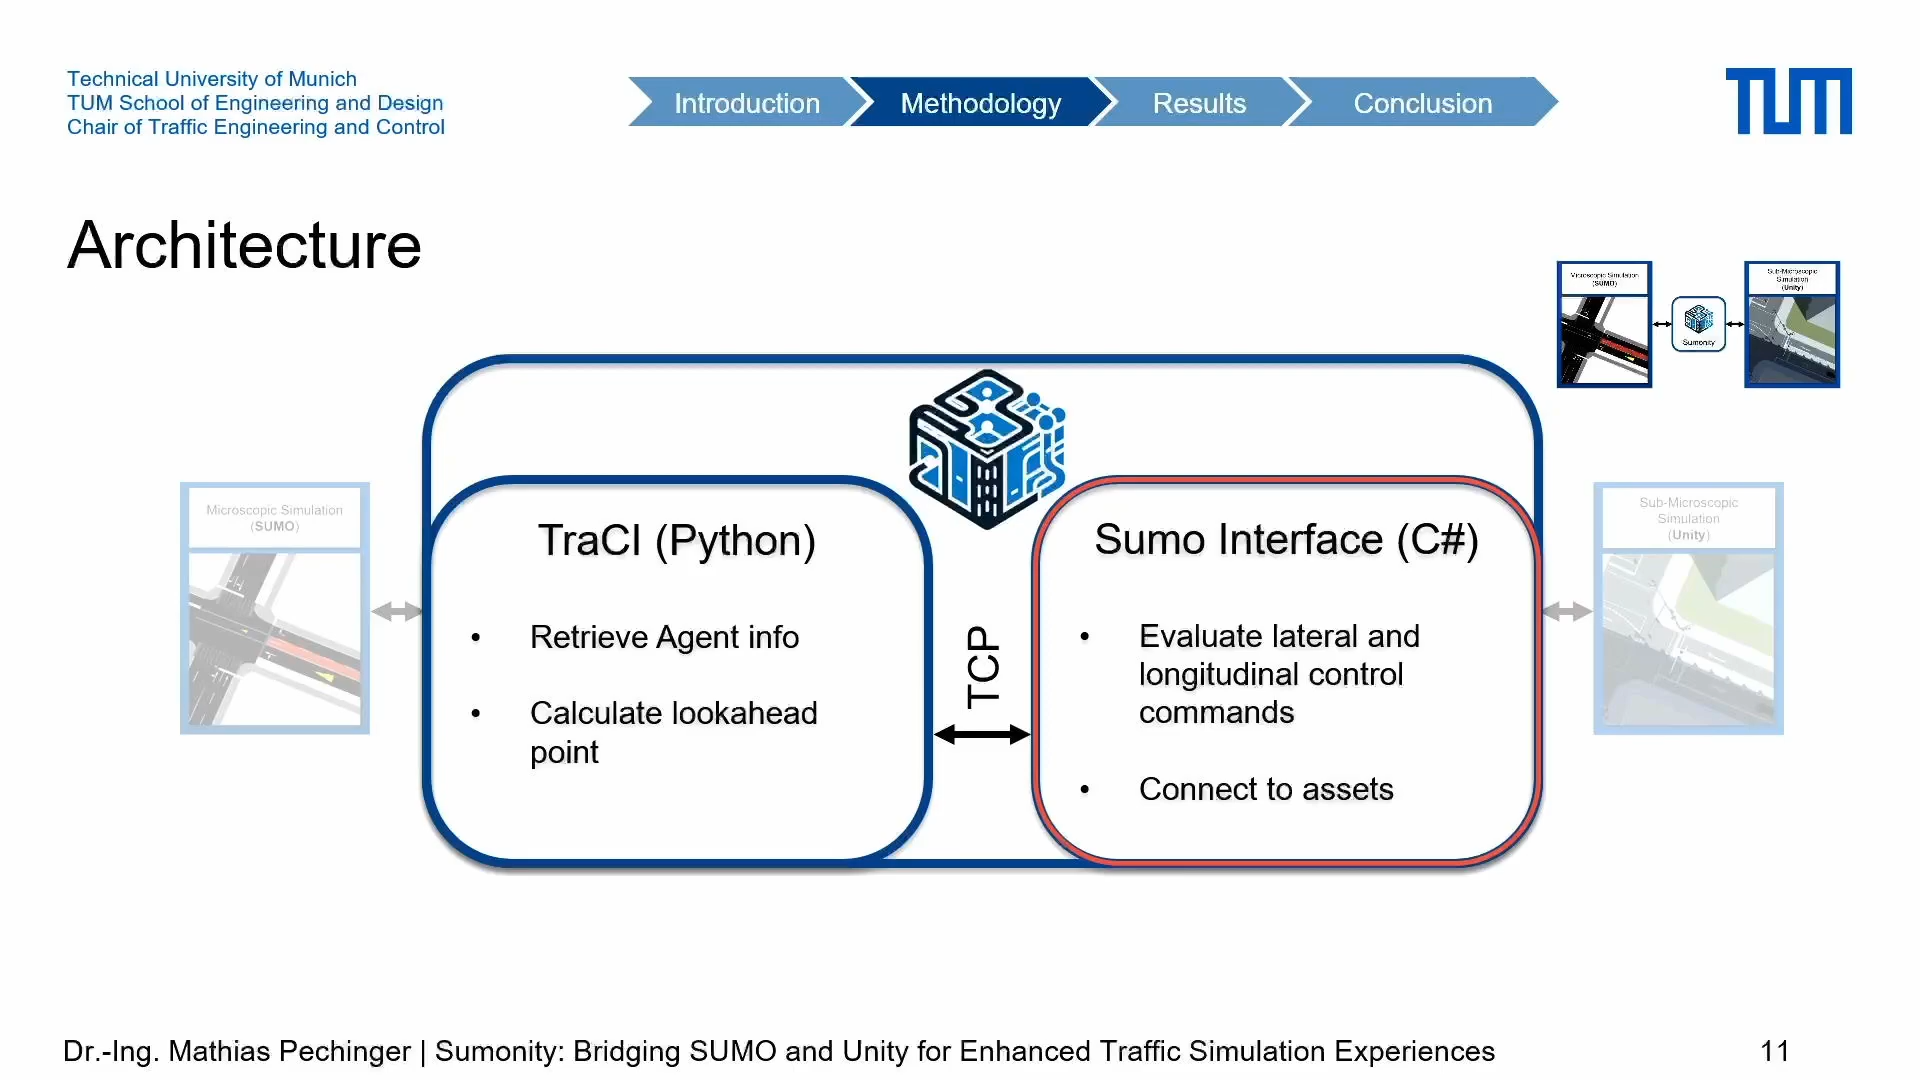 Technical University of Munich
TUM School of Engineering and Design
Chair of Traffic Engineering and Control
Introduction
Methodology
Results
Conclusion
TUM
Architecture
Microscopic Simulation
(SUMO)
Sumonity
Sub-Microscopic
Simulation
(Unity)
Microscopic Simulation
(SUMO)
TraCI (Python)
• Retrieve Agent info
• Calculate lookahead
point
TCP
Sumo Interface (C#)
• Evaluate lateral and
longitudinal control
commands
• Connect to assets
Sub-Microscopic
Simulation
(Unity)
Dr.-Ing. Mathias Pechinger | Sumonity: Bridging SUMO and Unity for Enhanced Traffic Simulation Experiences
11